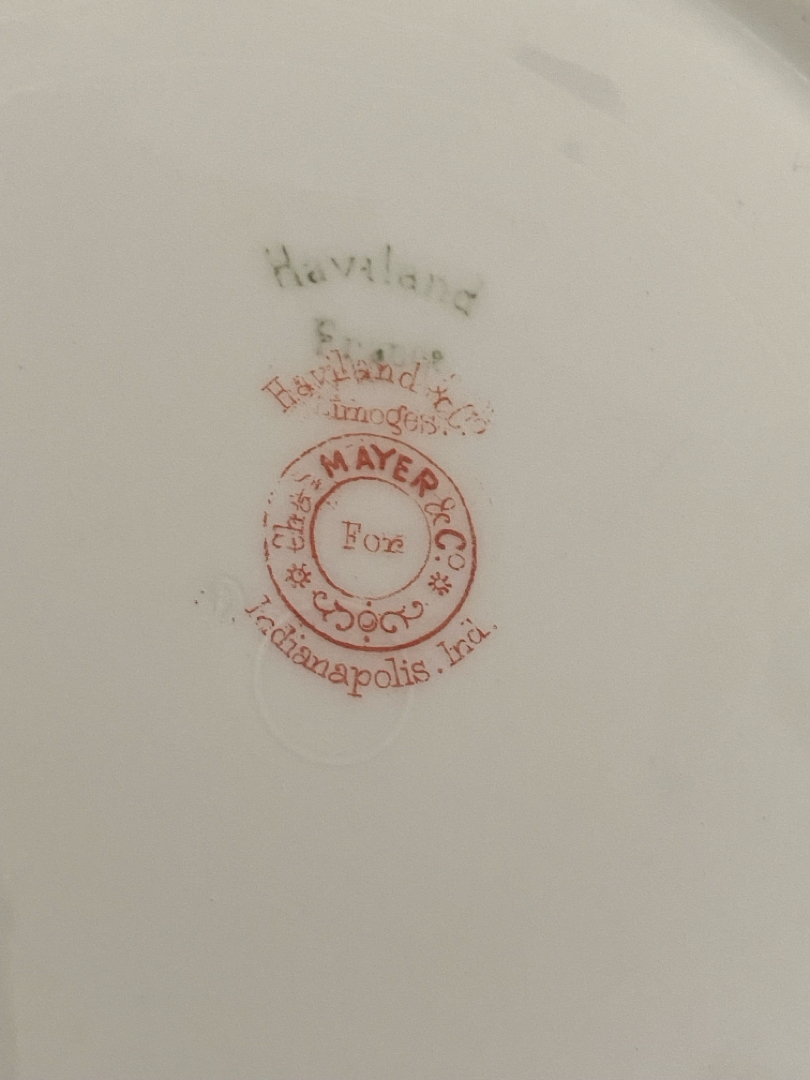 Haviland
France
Haviland & Co
Limoges.
Chas. MAYER & Co.
For
Indianapolis. Ind.